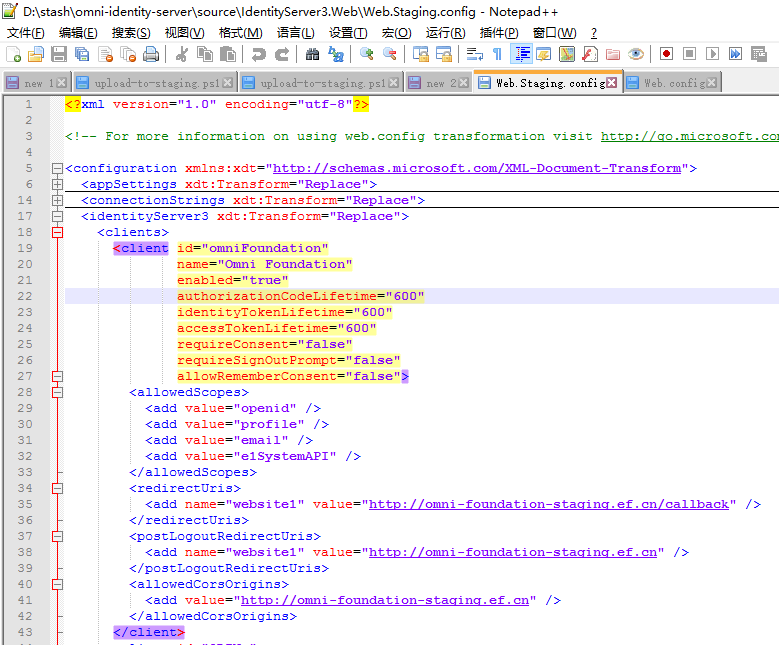 D:\stash\omni-identity-server\source\IdentityServer3.Web\Web.Staging.config - Notepad++
文件(F) 编辑(E) 搜索(S) 视图(V) 格式(M) 语言(L) 设置(T) 宏(O) 运行(R) 插件(P) 窗口(W) ?
new 1 upload-to-staging.ps1 upload-to-staging.ps1 new 2 Web.Staging.config Web.config
1 <?xml version="1.0" encoding="utf-8"?>
2
3 <!-- For more information on using web.config transformation visit http://go.microsoft.co
4
5 <configuration xmlns:xdt="http://schemas.microsoft.com/XML-Document-Transform">
6 <appSettings xdt:Transform="Replace">
14 <connectionStrings xdt:Transform="Replace">
17 <identityServer3 xdt:Transform="Replace">
18 <clients>
19 <client id="omniFoundation"
20 name="Omni Foundation"
21 enabled="true"
22 authorizationCodeLifetime="600"
23 identityTokenLifetime="600"
24 accessTokenLifetime="600"
25 requireConsent="false"
26 requireSignOutPrompt="false"
27 allowRememberConsent="false">
28 <allowedScopes>
29 <add value="openid" />
30 <add value="profile" />
31 <add value="email" />
32 <add value="e1SystemAPI" />
33 </allowedScopes>
34 <redirectUris>
35 <add name="website1" value="http://omni-foundation-staging.ef.cn/callback" />
36 </redirectUris>
37 <postLogoutRedirectUris>
38 <add name="website1" value="http://omni-foundation-staging.ef.cn" />
39 </postLogoutRedirectUris>
40 <allowedCorsOrigins>
41 <add value="http://omni-foundation-staging.ef.cn" />
42 </allowedCorsOrigins>
43 </client>